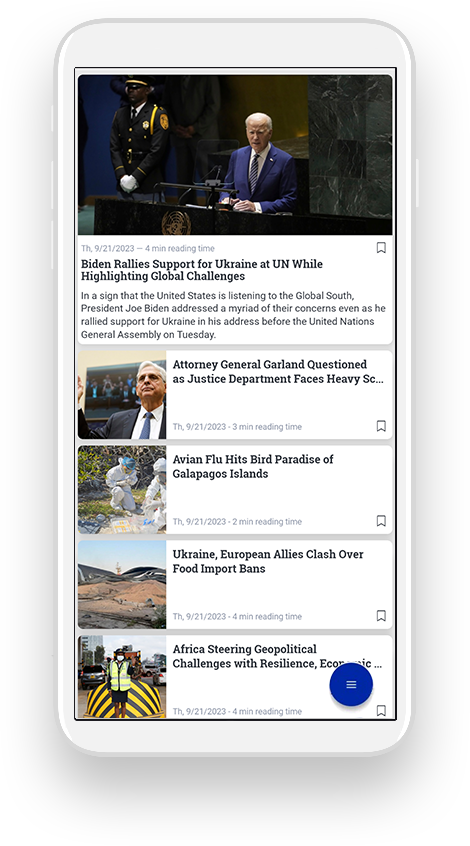 Th, 9/21/2023 — 4 min reading time
Biden Rallies Support for Ukraine at UN While
Highlighting Global Challenges
In a sign that the United States is listening to the Global South,
President Joe Biden addressed a myriad of their concerns even as he
rallied support for Ukraine in his address before the United Nations
General Assembly on Tuesday.
Attorney General Garland Questioned
as Justice Department Faces Heavy Sc...
Th, 9/21/2023 - 3 min reading time
Avian Flu Hits Bird Paradise of
Galapagos Islands
Th, 9/21/2023 - 2 min reading time
Ukraine, European Allies Clash Over
Food Import Bans
Th, 9/21/2023 - 4 min reading time
Africa Steering Geopolitical
Challenges with Resilience, Economic ...
Th, 9/21/2023 - 4 min reading time